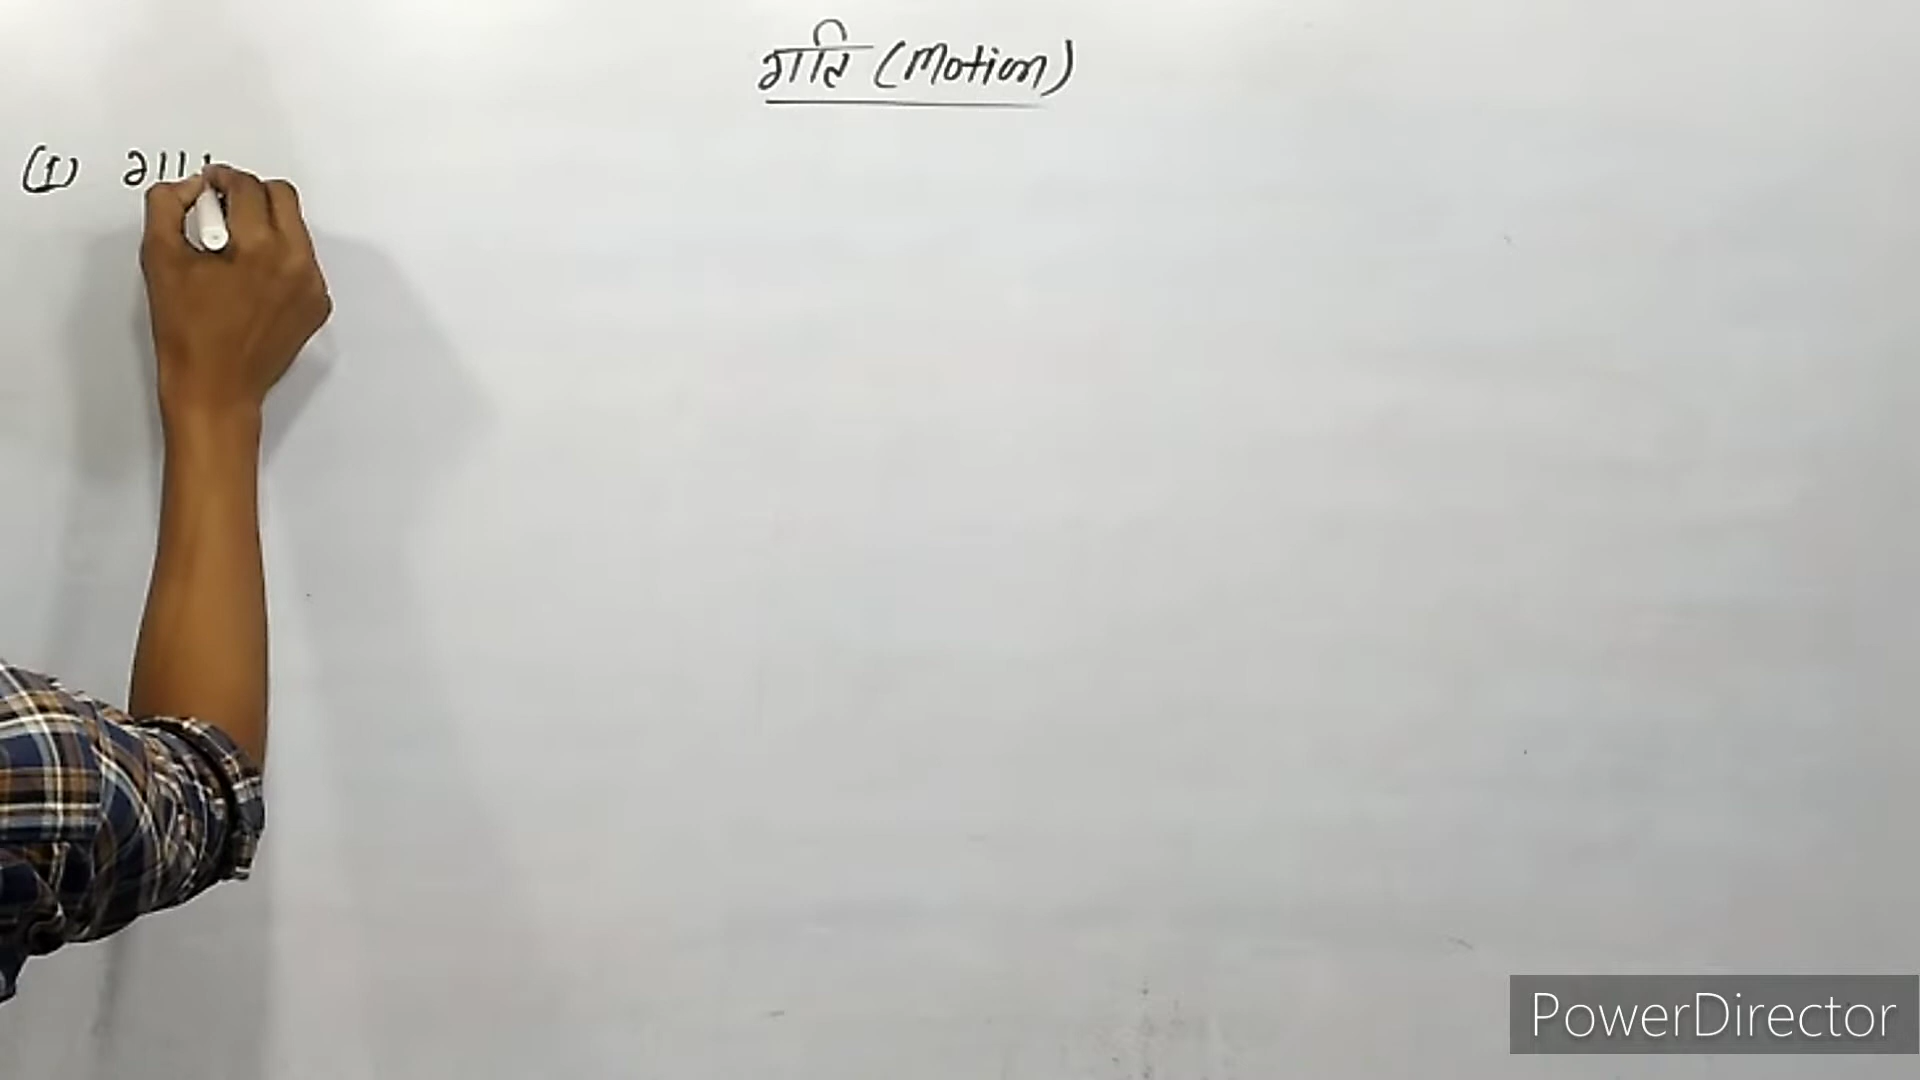 गति (Motion)
(1)
PowerDirector